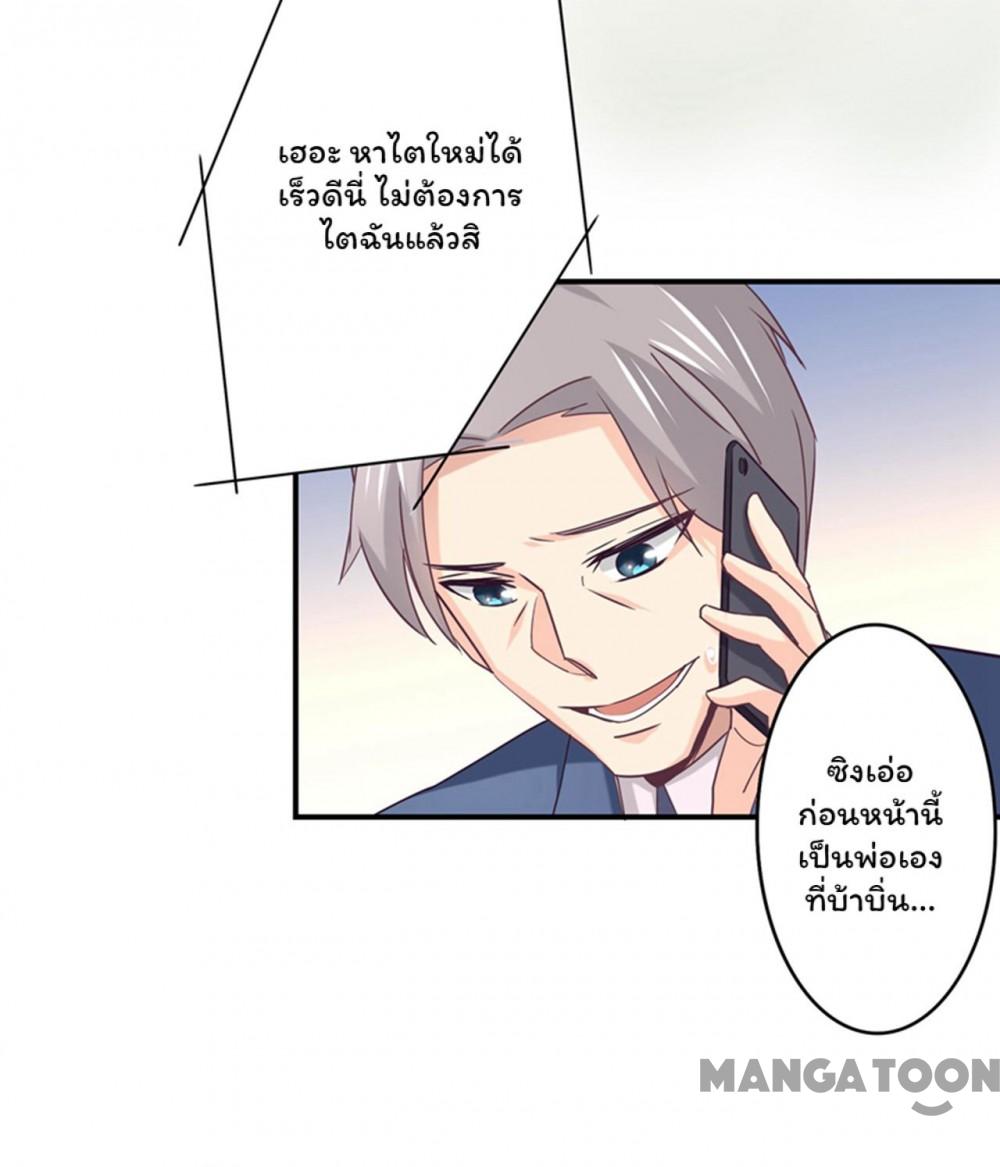 เฮอะ หาไตใหม่ได้
เร็วดีนี่ ไม่ต้องการ
ไตฉันแล้วสิ
ซิงเอ๋อ
ก่อนหน้านี้
เป็นพ่อเอง
ที่บ้าบิ่น...
MANGATOON